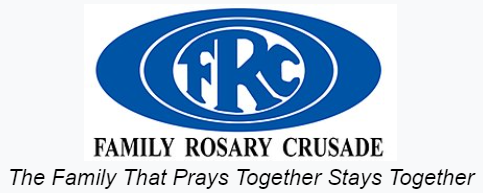 FRC
FAMILY ROSARY CRUSADE
The Family That Prays Together Stays Together